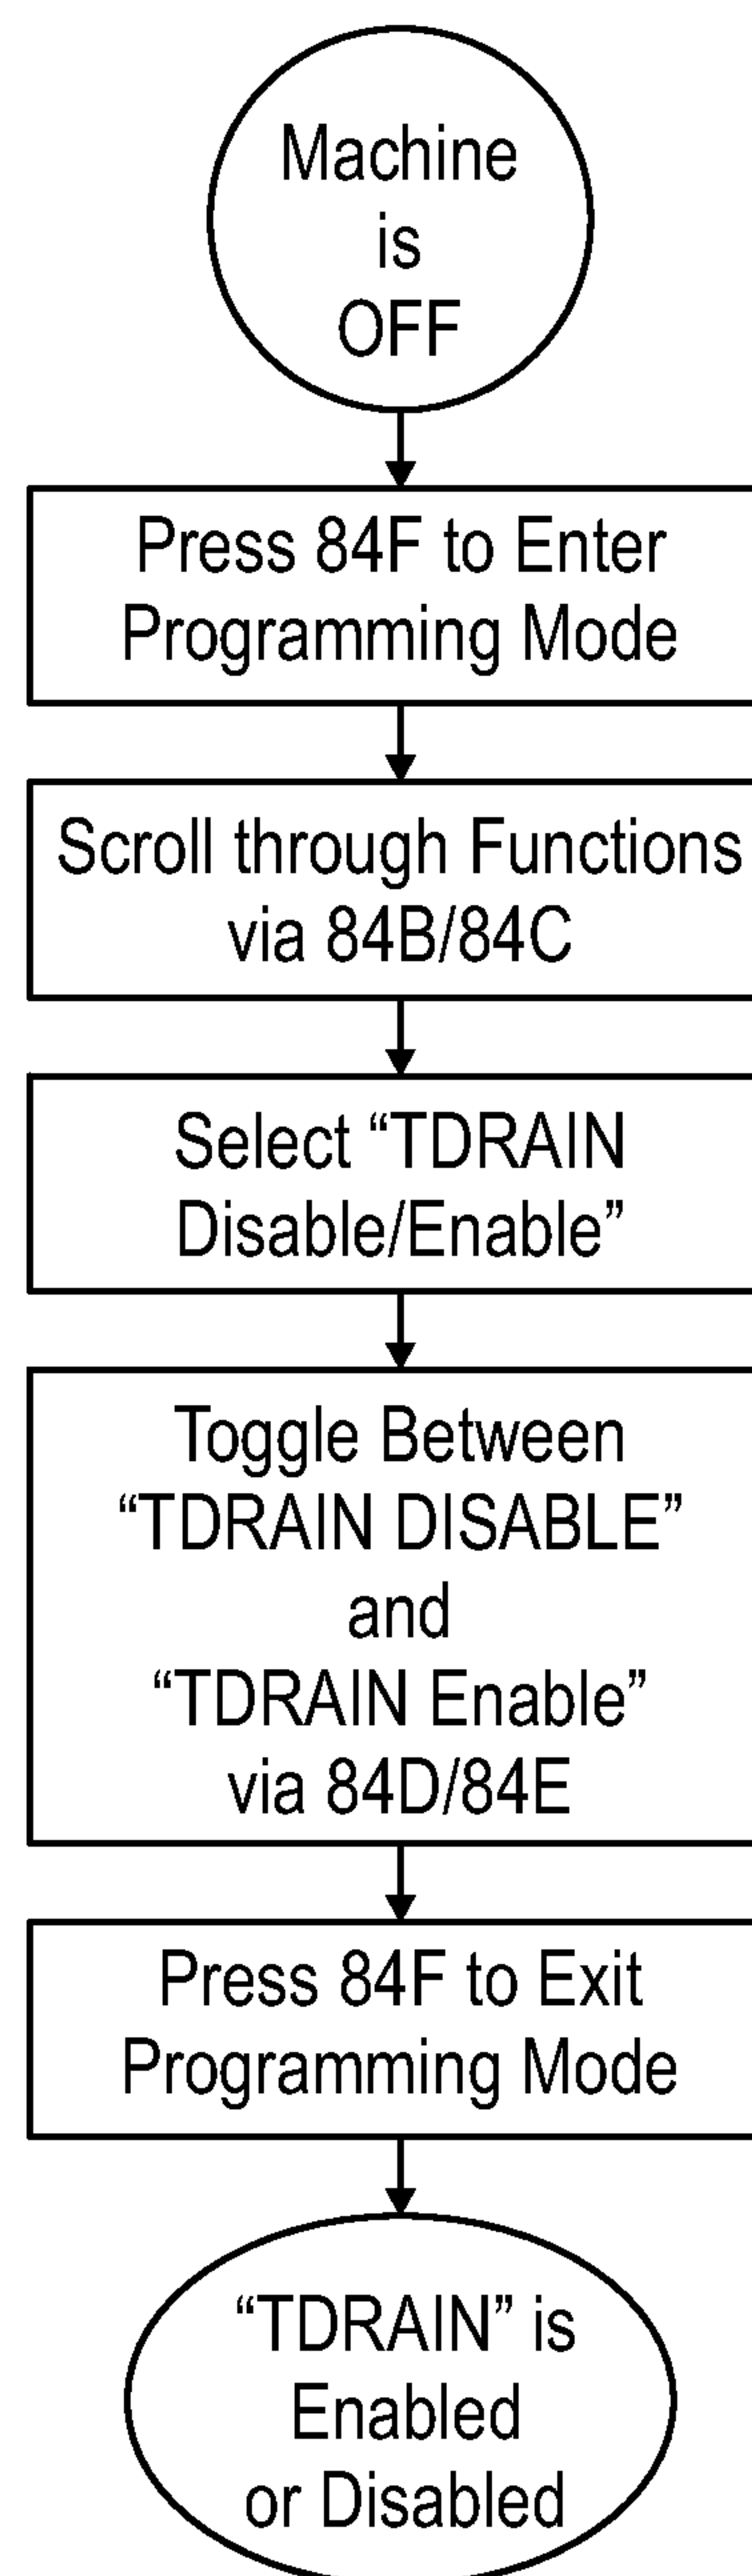 Machine
is
OFF
Press 84F to Enter
Programming Mode
Scroll through Functions
via 84B/84C
Select “TDRAIN
Disable/Enable”
Toggle Between
“TDRAIN DISABLE”
and
“TDRAIN Enable”
via 84D/84E
Press 84F to Exit
Programming Mode
“TDRAIN” is
Enabled
or Disabled